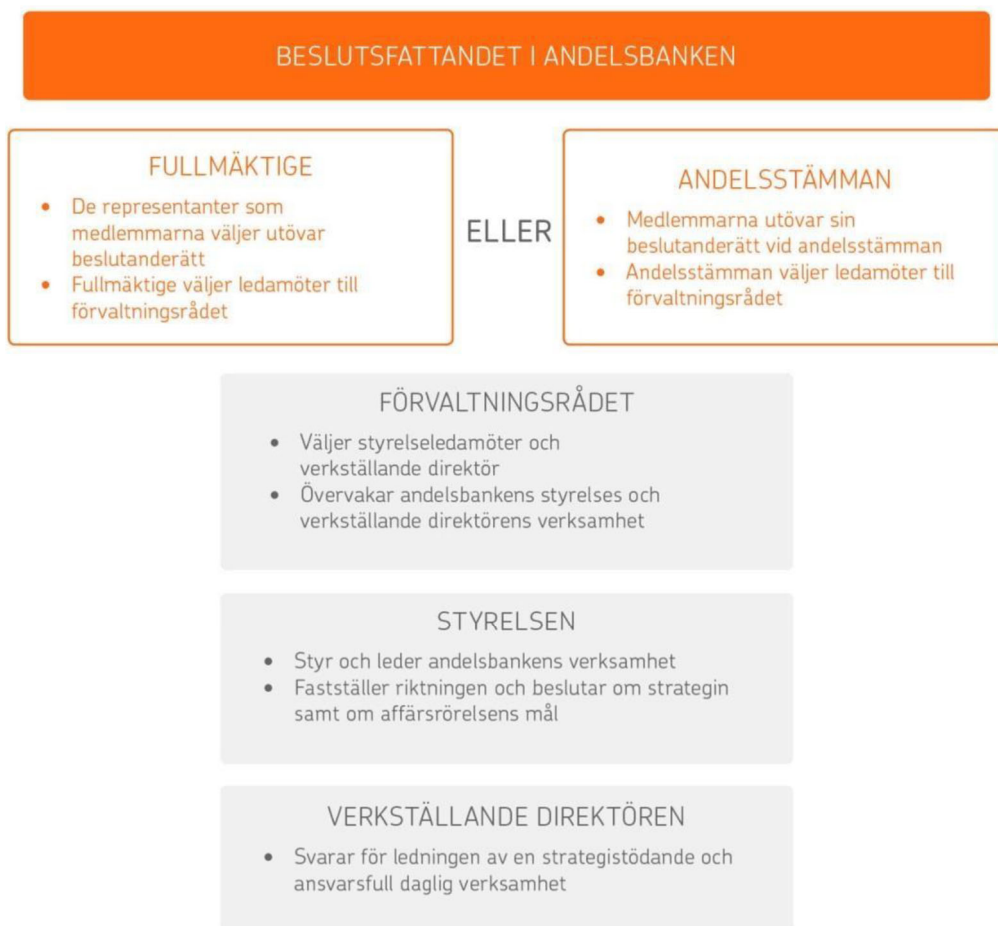 BESLUTSFATTANDET I ANDELSBANKEN
FULLMÄKTIGE
• De representanter som
medlemmarna väljer utövar
beslutanderätt
• Fullmäktige väljer ledamöter till
förvaltningsrådet
ELLER
ANDELSSTÄMMAN
• Medlemmarna utövar sin
beslutanderätt vid andelsstämman
• Andelsstämman väljer ledamöter till
förvaltningsrådet
FÖRVALTNINGSRÅDET
• Väljer styrelseledamöter och
verkställande direktör
• Övervakar andelsbankens styrelses och
verkställande direktörens verksamhet
STYRELSEN
• Styr och leder andelsbankens verksamhet
• Fastställer riktningen och beslutar om strategin
samt om affärsrörelsens mål
VERKSTÄLLANDE DIREKTÖREN
• Svarar för ledningen av en strategistödande och
ansvarsfull daglig verksamhet